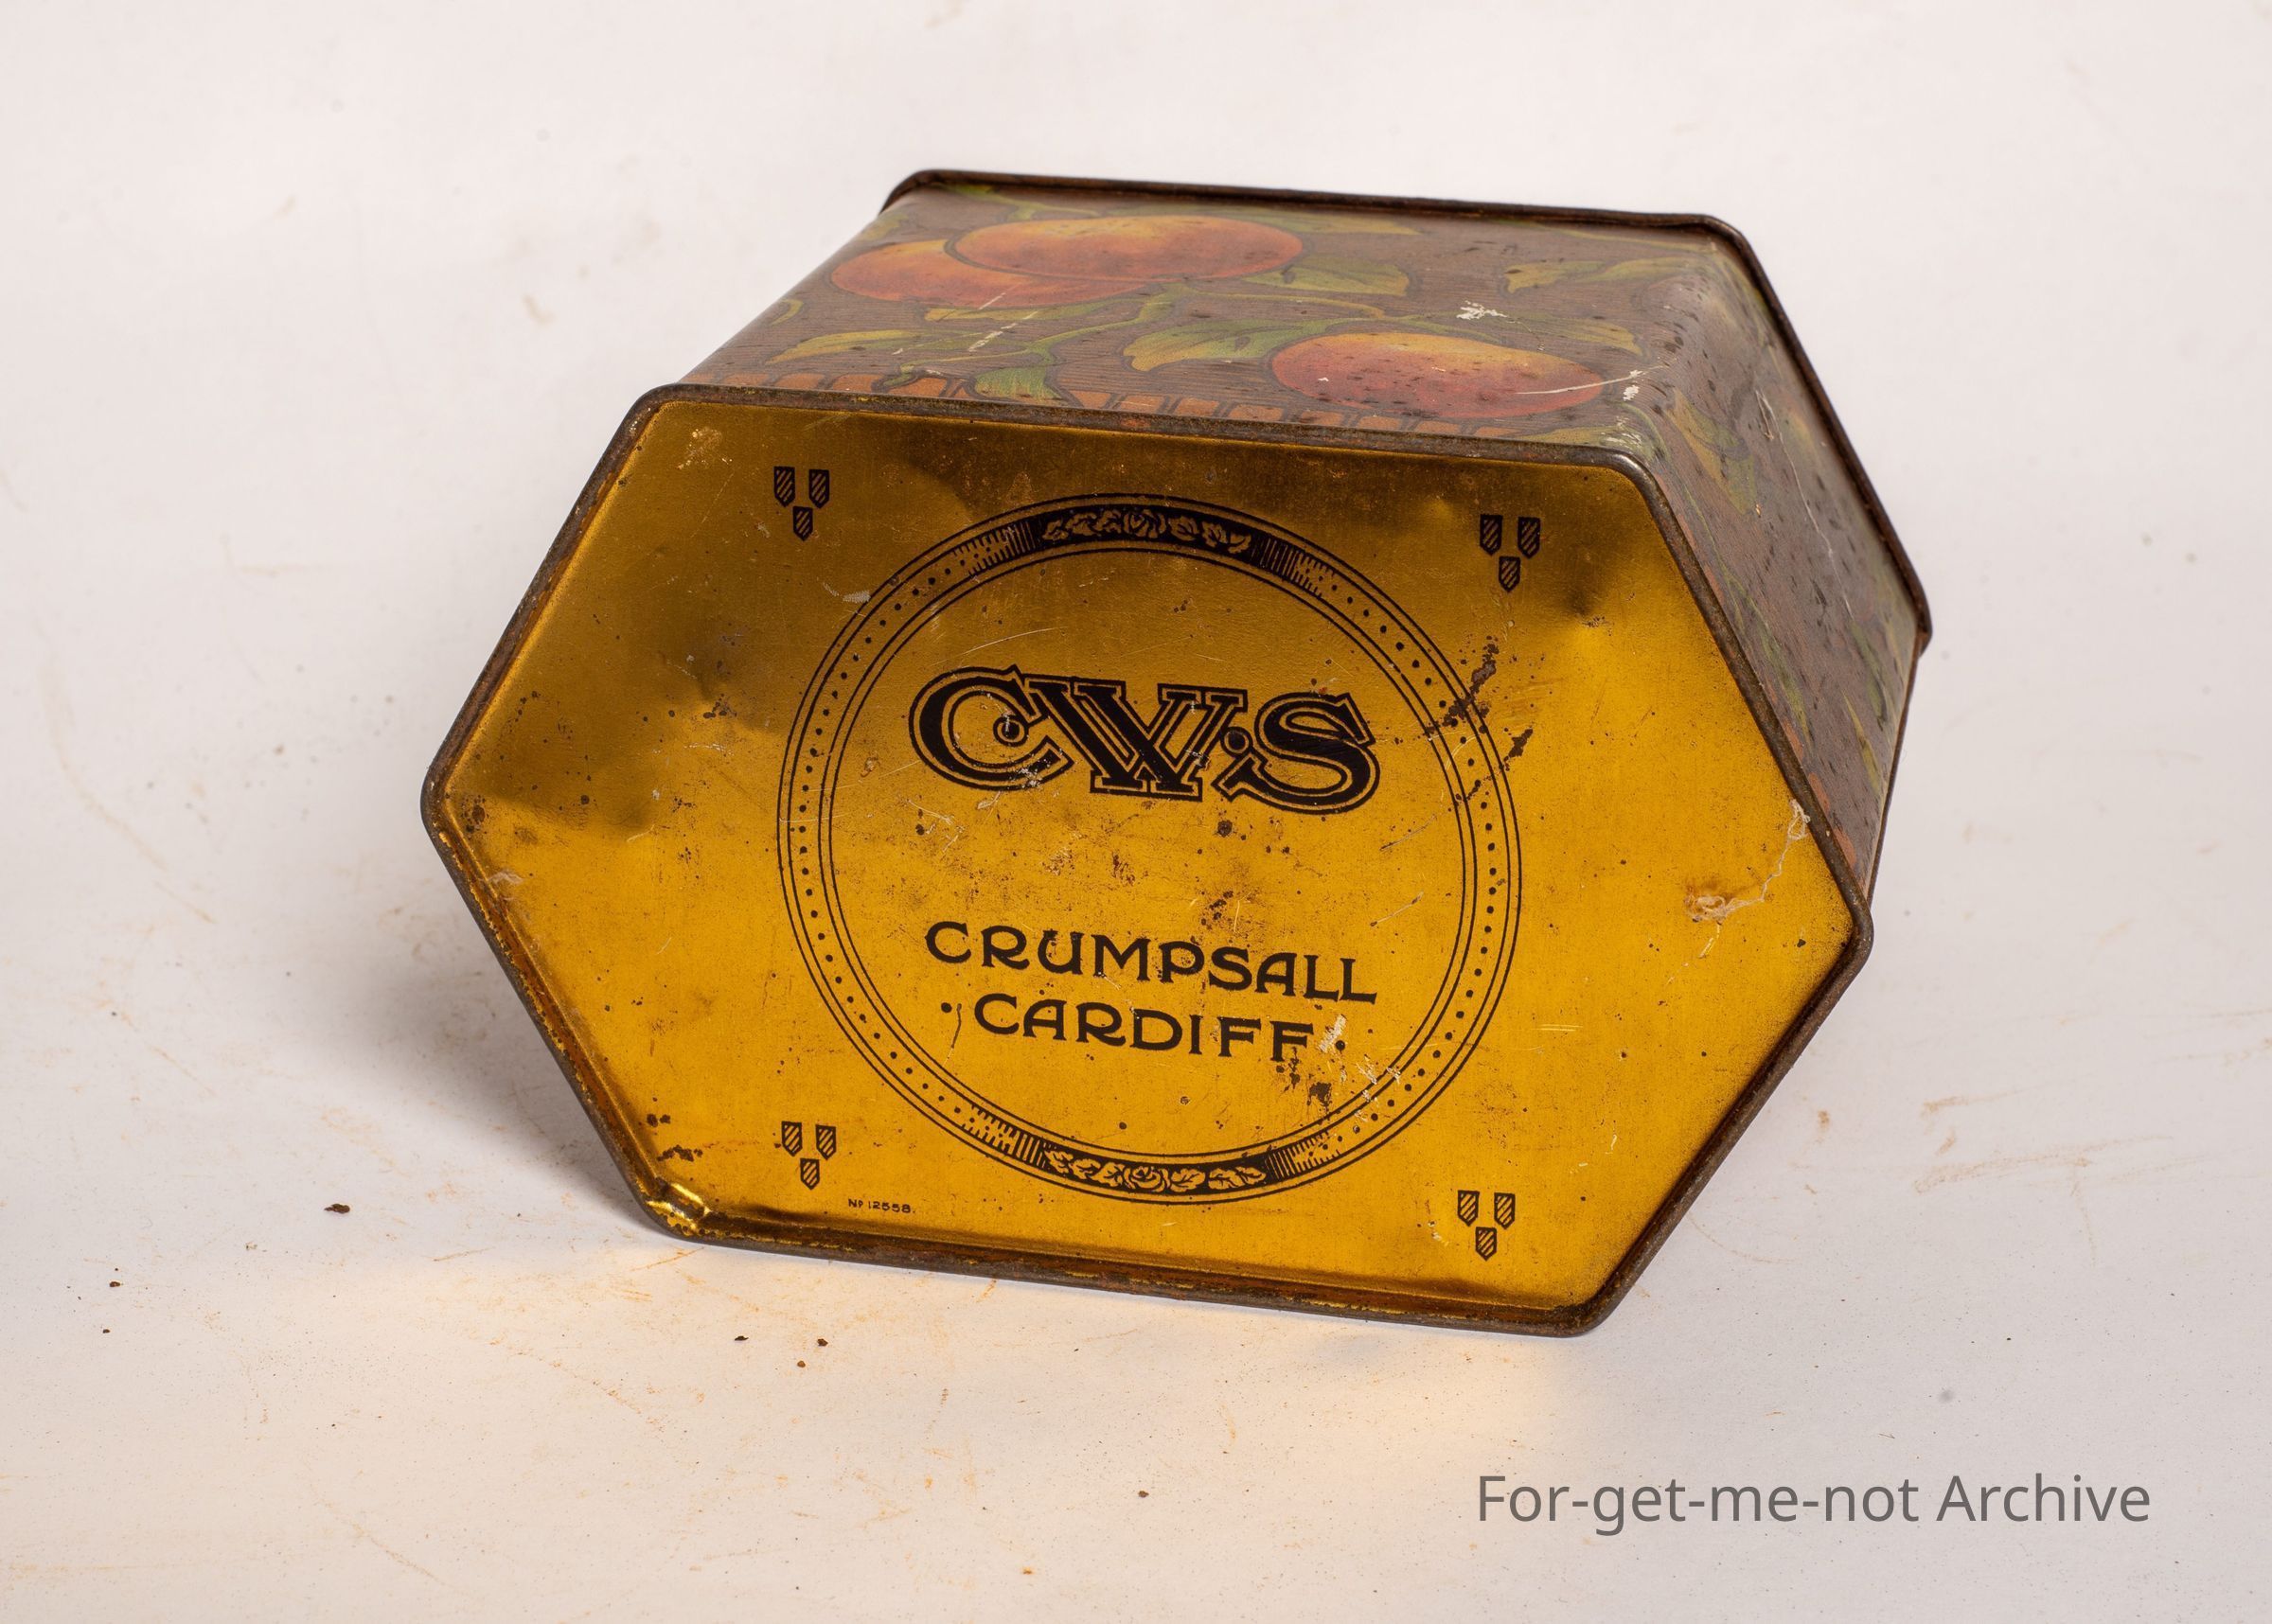 C·W·S
CRUMPSALL
·CARDIFF·
Nº 12558.
For-get-me-not Archive